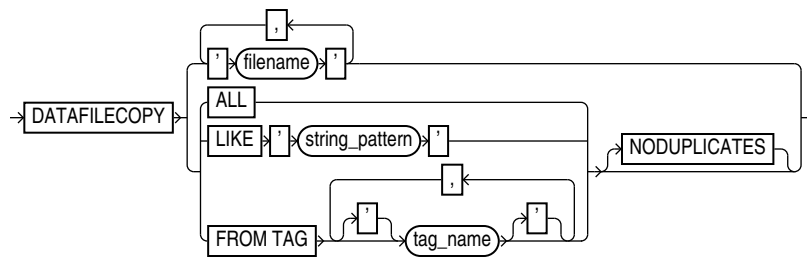 ,
' filename '
DATAFILECOPY
ALL
LIKE ' string_pattern '
NODUPLICATES
,
FROM TAG ' tag_name '